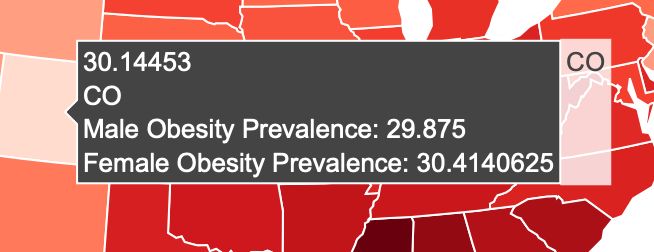 30.14453
CO
CO
Male Obesity Prevalence: 29.875
Female Obesity Prevalence: 30.4140625